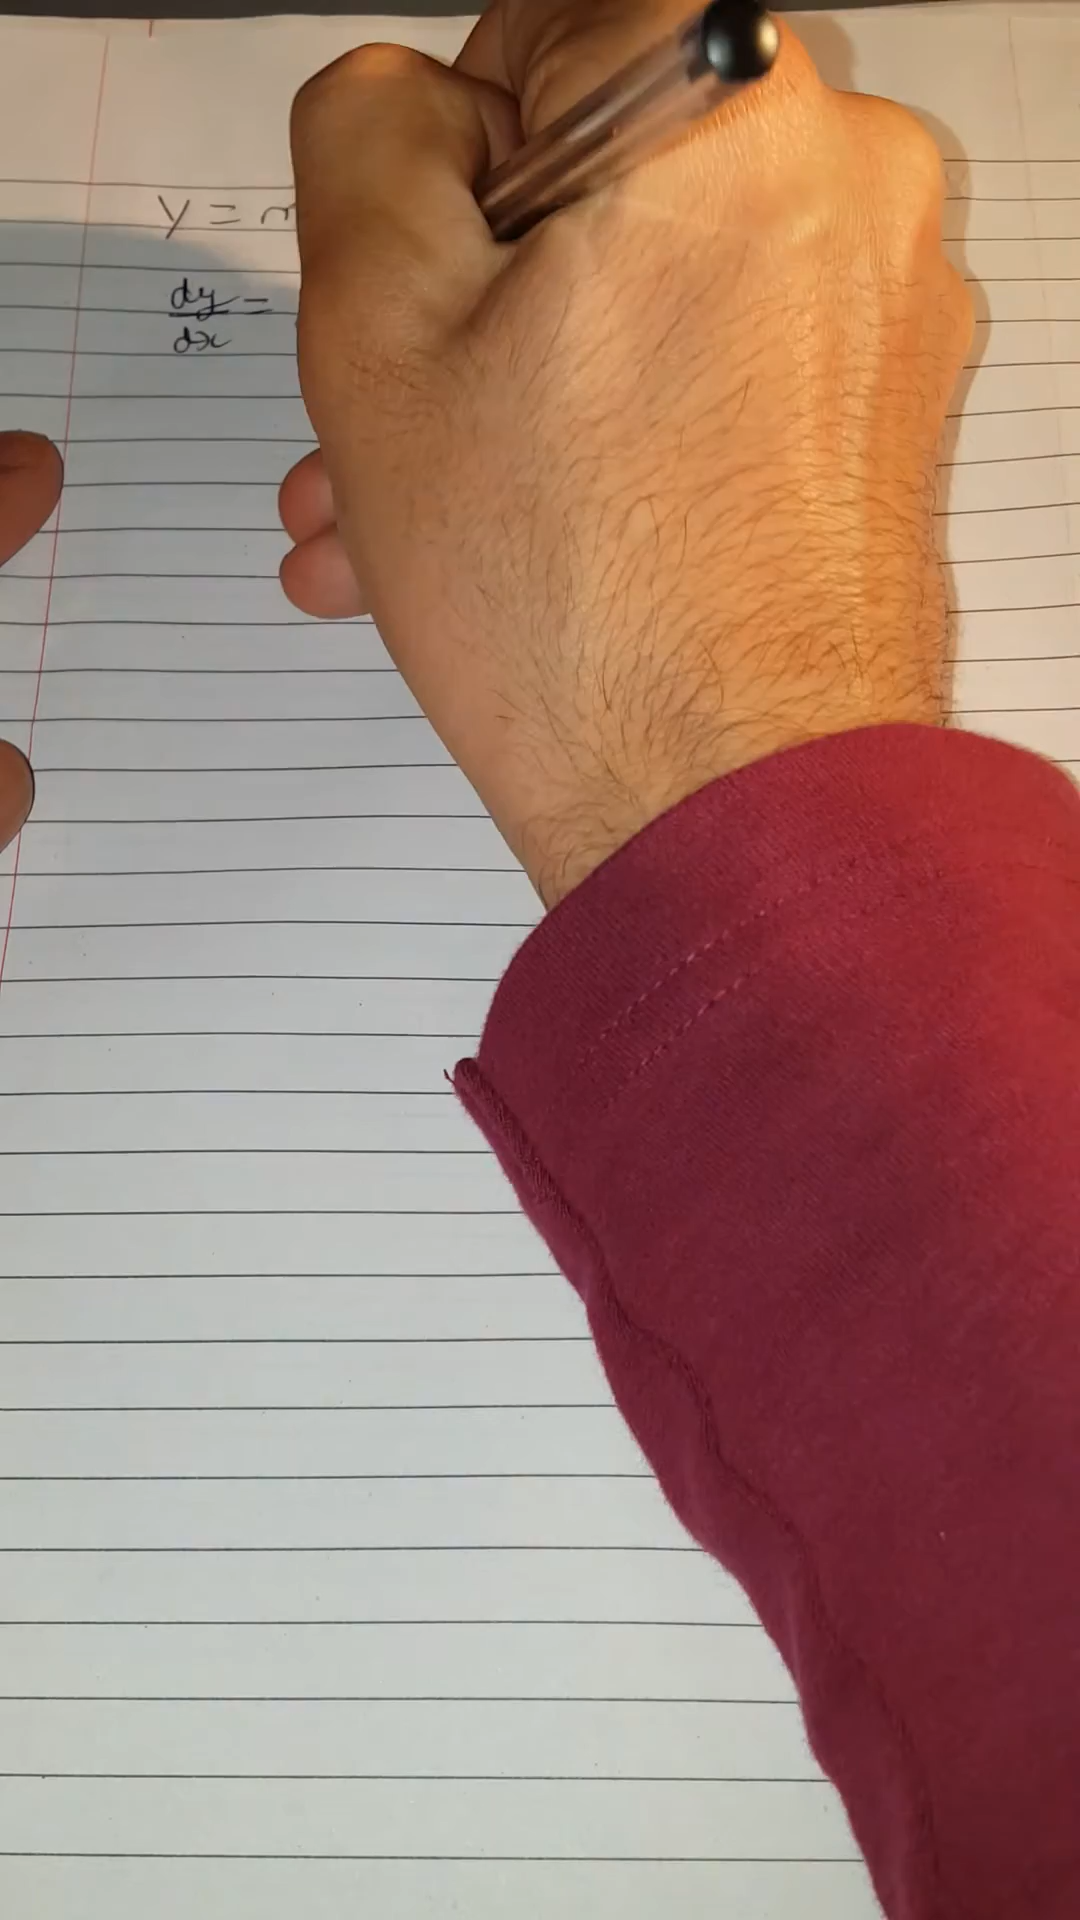 y = m
dy/dx =